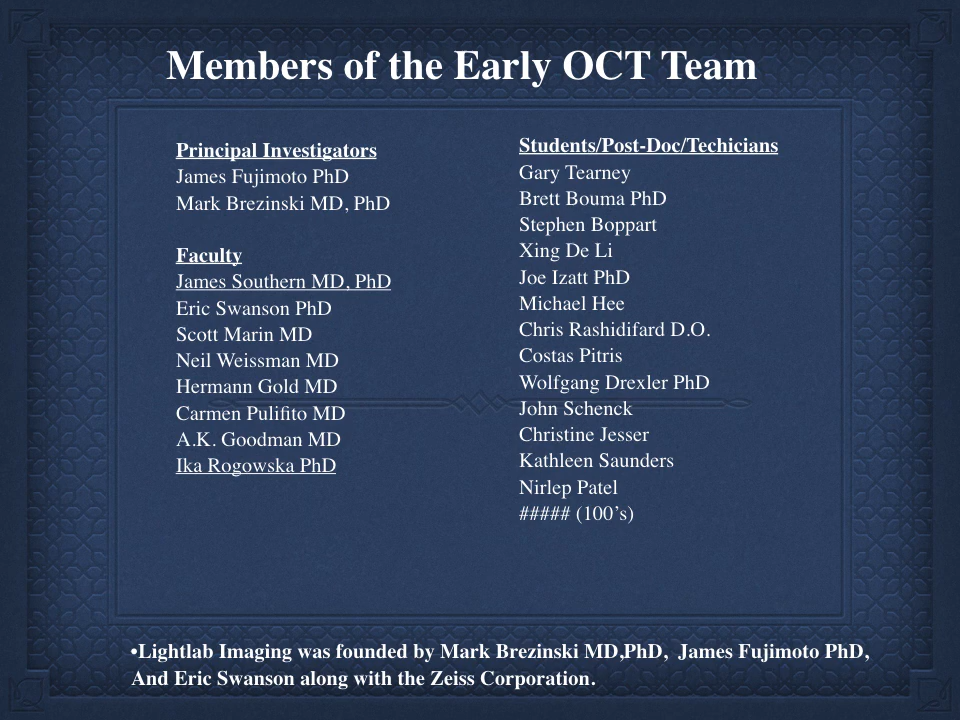 Members of the Early OCT Team
Principal Investigators
James Fujimoto PhD
Mark Brezinski MD, PhD
Faculty
James Southern MD, PhD
Eric Swanson PhD
Scott Marin MD
Neil Weissman MD
Hermann Gold MD
Carmen Pulifito MD
A.K. Goodman MD
Ika Rogowska PhD
Students/Post-Doc/Techicians
Gary Tearney
Brett Bouma PhD
Stephen Boppart
Xing De Li
Joe Izatt PhD
Michael Hee
Chris Rashidifard D.O.
Costas Pitris
Wolfgang Drexler PhD
John Schenck
Christine Jesser
Kathleen Saunders
Nirlep Patel
##### (100’s)
•Lightlab Imaging was founded by Mark Brezinski MD,PhD,  James Fujimoto PhD,
And Eric Swanson along with the Zeiss Corporation.